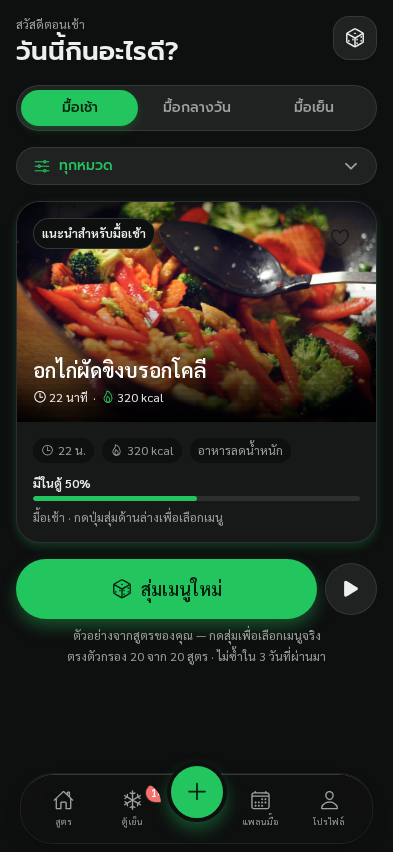 สวัสดีตอนเช้า
วันนี้กินอะไรดี?
มื้อเช้า มื้อกลางวัน มื้อเย็น
ทุกหมวด
แนะนำสำหรับมื้อเช้า
อกไก่ผัดขิงบรอกโคลี
22 นาที · 320 kcal
22 น. 320 kcal อาหารลดน้ำหนัก
มีในตู้ 50%
มื้อเช้า · กดปุ่มสุ่มด้านล่างเพื่อเลือกเมนู
สุ่มเมนูใหม่
ตัวอย่างจากสูตรของคุณ — กดสุ่มเพื่อเลือกเมนูจริง
ตรงตัวกรอง 20 จาก 20 สูตร · ไม่ซ้ำใน 3 วันที่ผ่านมา
สูตร ตู้เย็น แพลนมื้อ โปรไฟล์